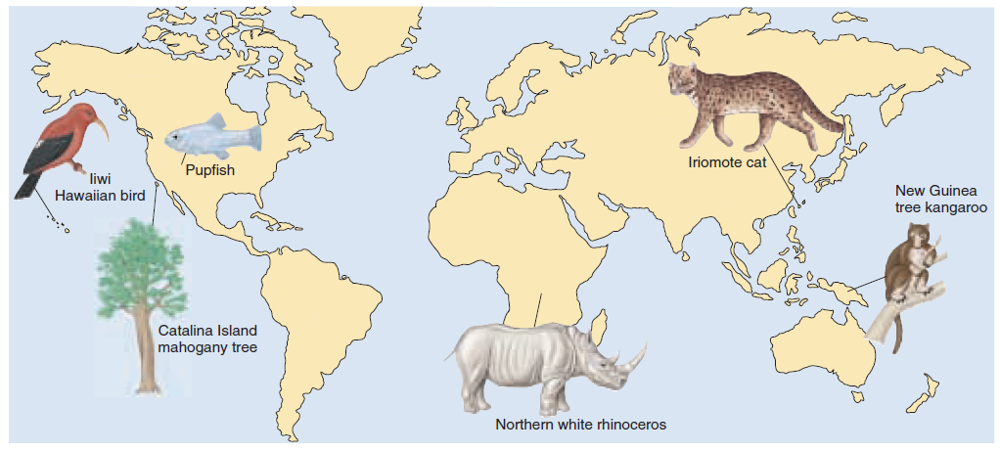 Iiwi
Hawaiian bird
Pupfish
Iriomote cat
New Guinea
tree kangaroo
Catalina Island
mahogany tree
Northern white rhinoceros